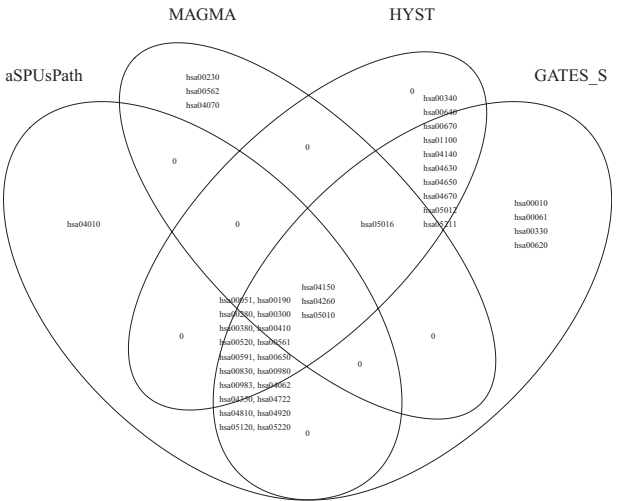 MAGMA
HYST
aSPUsPath
GATES_S
hsa00230
hsa00562
hsa04070
0
hsa00340
hsa00640
hsa00670
hsa01100
hsa04140
hsa04630
hsa04650
hsa04670
hsa05012
hsa05211
0
0
hsa00010
hsa00061
hsa00330
hsa00620
hsa04010
0
hsa05016
hsa04150
hsa04260
hsa05010
hsa00051, hsa00190
hsa00280, hsa00300
hsa00380, hsa00410
hsa00520, hsa00561
hsa00591, hsa00650
hsa00830, hsa00980
hsa00983, hsa04062
hsa04350, hsa04722
hsa04810, hsa04920
hsa05120, hsa05220
0
0
0
0